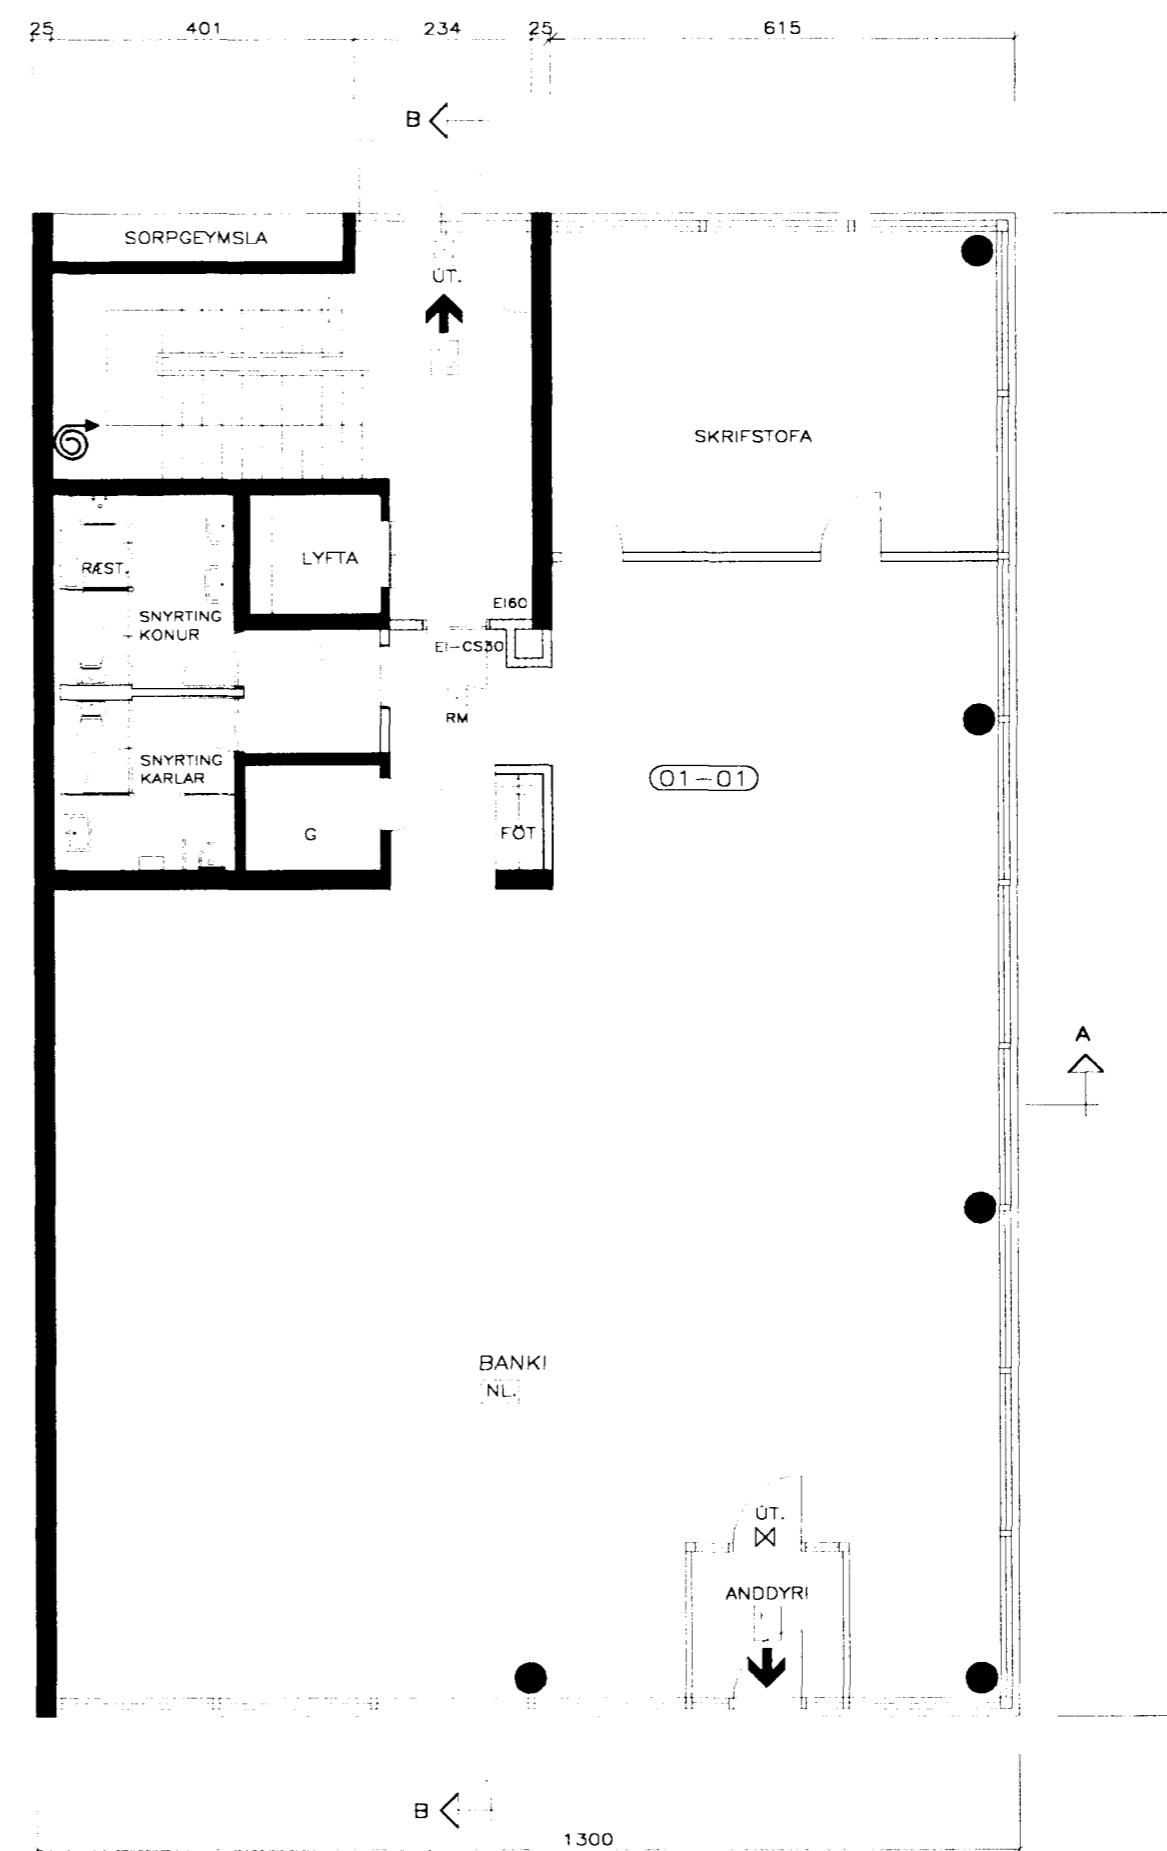 25 401 234 25 615
B
SORPGEYMSLA
ÚT.
SKRIFSTOFA
LYFTA
RÆST.
EI60
SNYRTING
KONUR
EI-CS30
RM
SNYRTING
KARLAR
01-01
G
FÖT
A
BANKI
NL.
ÚT.
ANDDYRI
B
1300